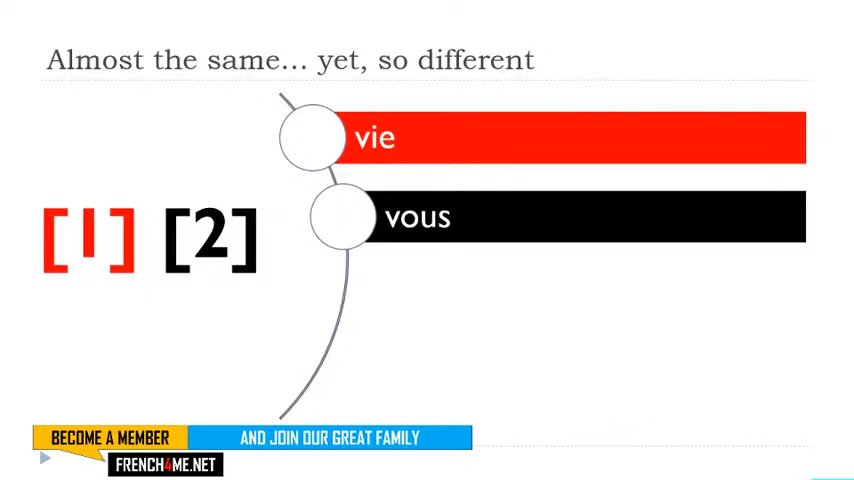 Almost the same... yet, so different
vie
vous
[1] [2]
BECOME A MEMBER AND JOIN OUR GREAT FAMILY
FRENCH4ME.NET